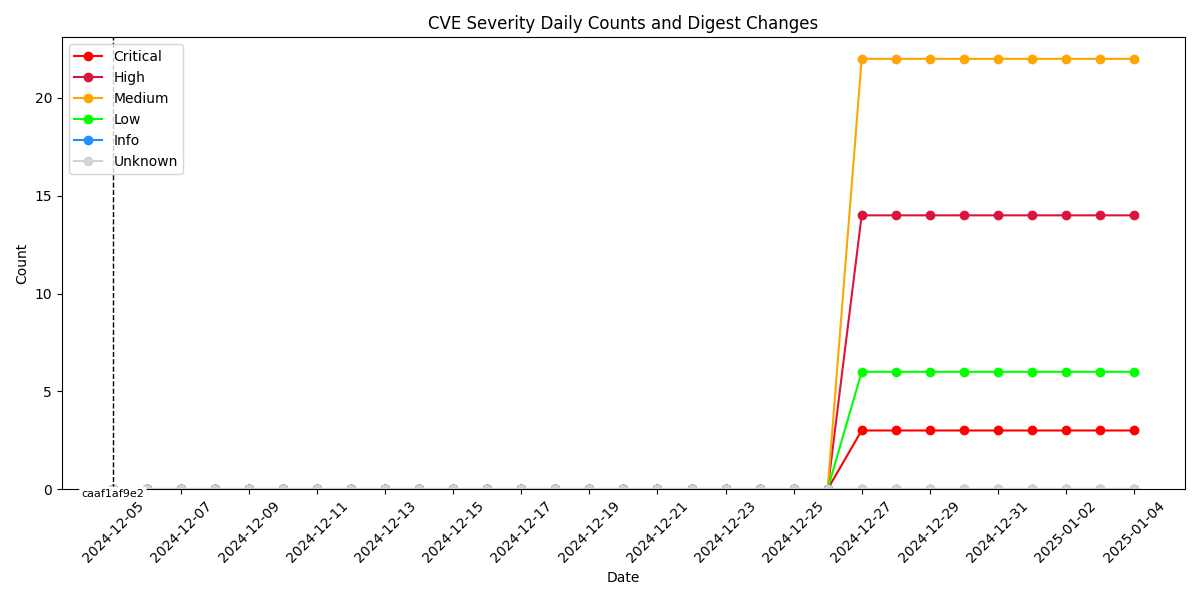 CVE Severity Daily Counts and Digest Changes
Critical
High
Medium
Low
Info
Unknown
Count
20
15
10
5
0
caaf1af9e2
2024-12-05
2024-12-07
2024-12-09
2024-12-11
2024-12-13
2024-12-15
2024-12-17
2024-12-19
2024-12-21
2024-12-23
2024-12-25
2024-12-27
2024-12-29
2024-12-31
2025-01-02
2025-01-04
Date